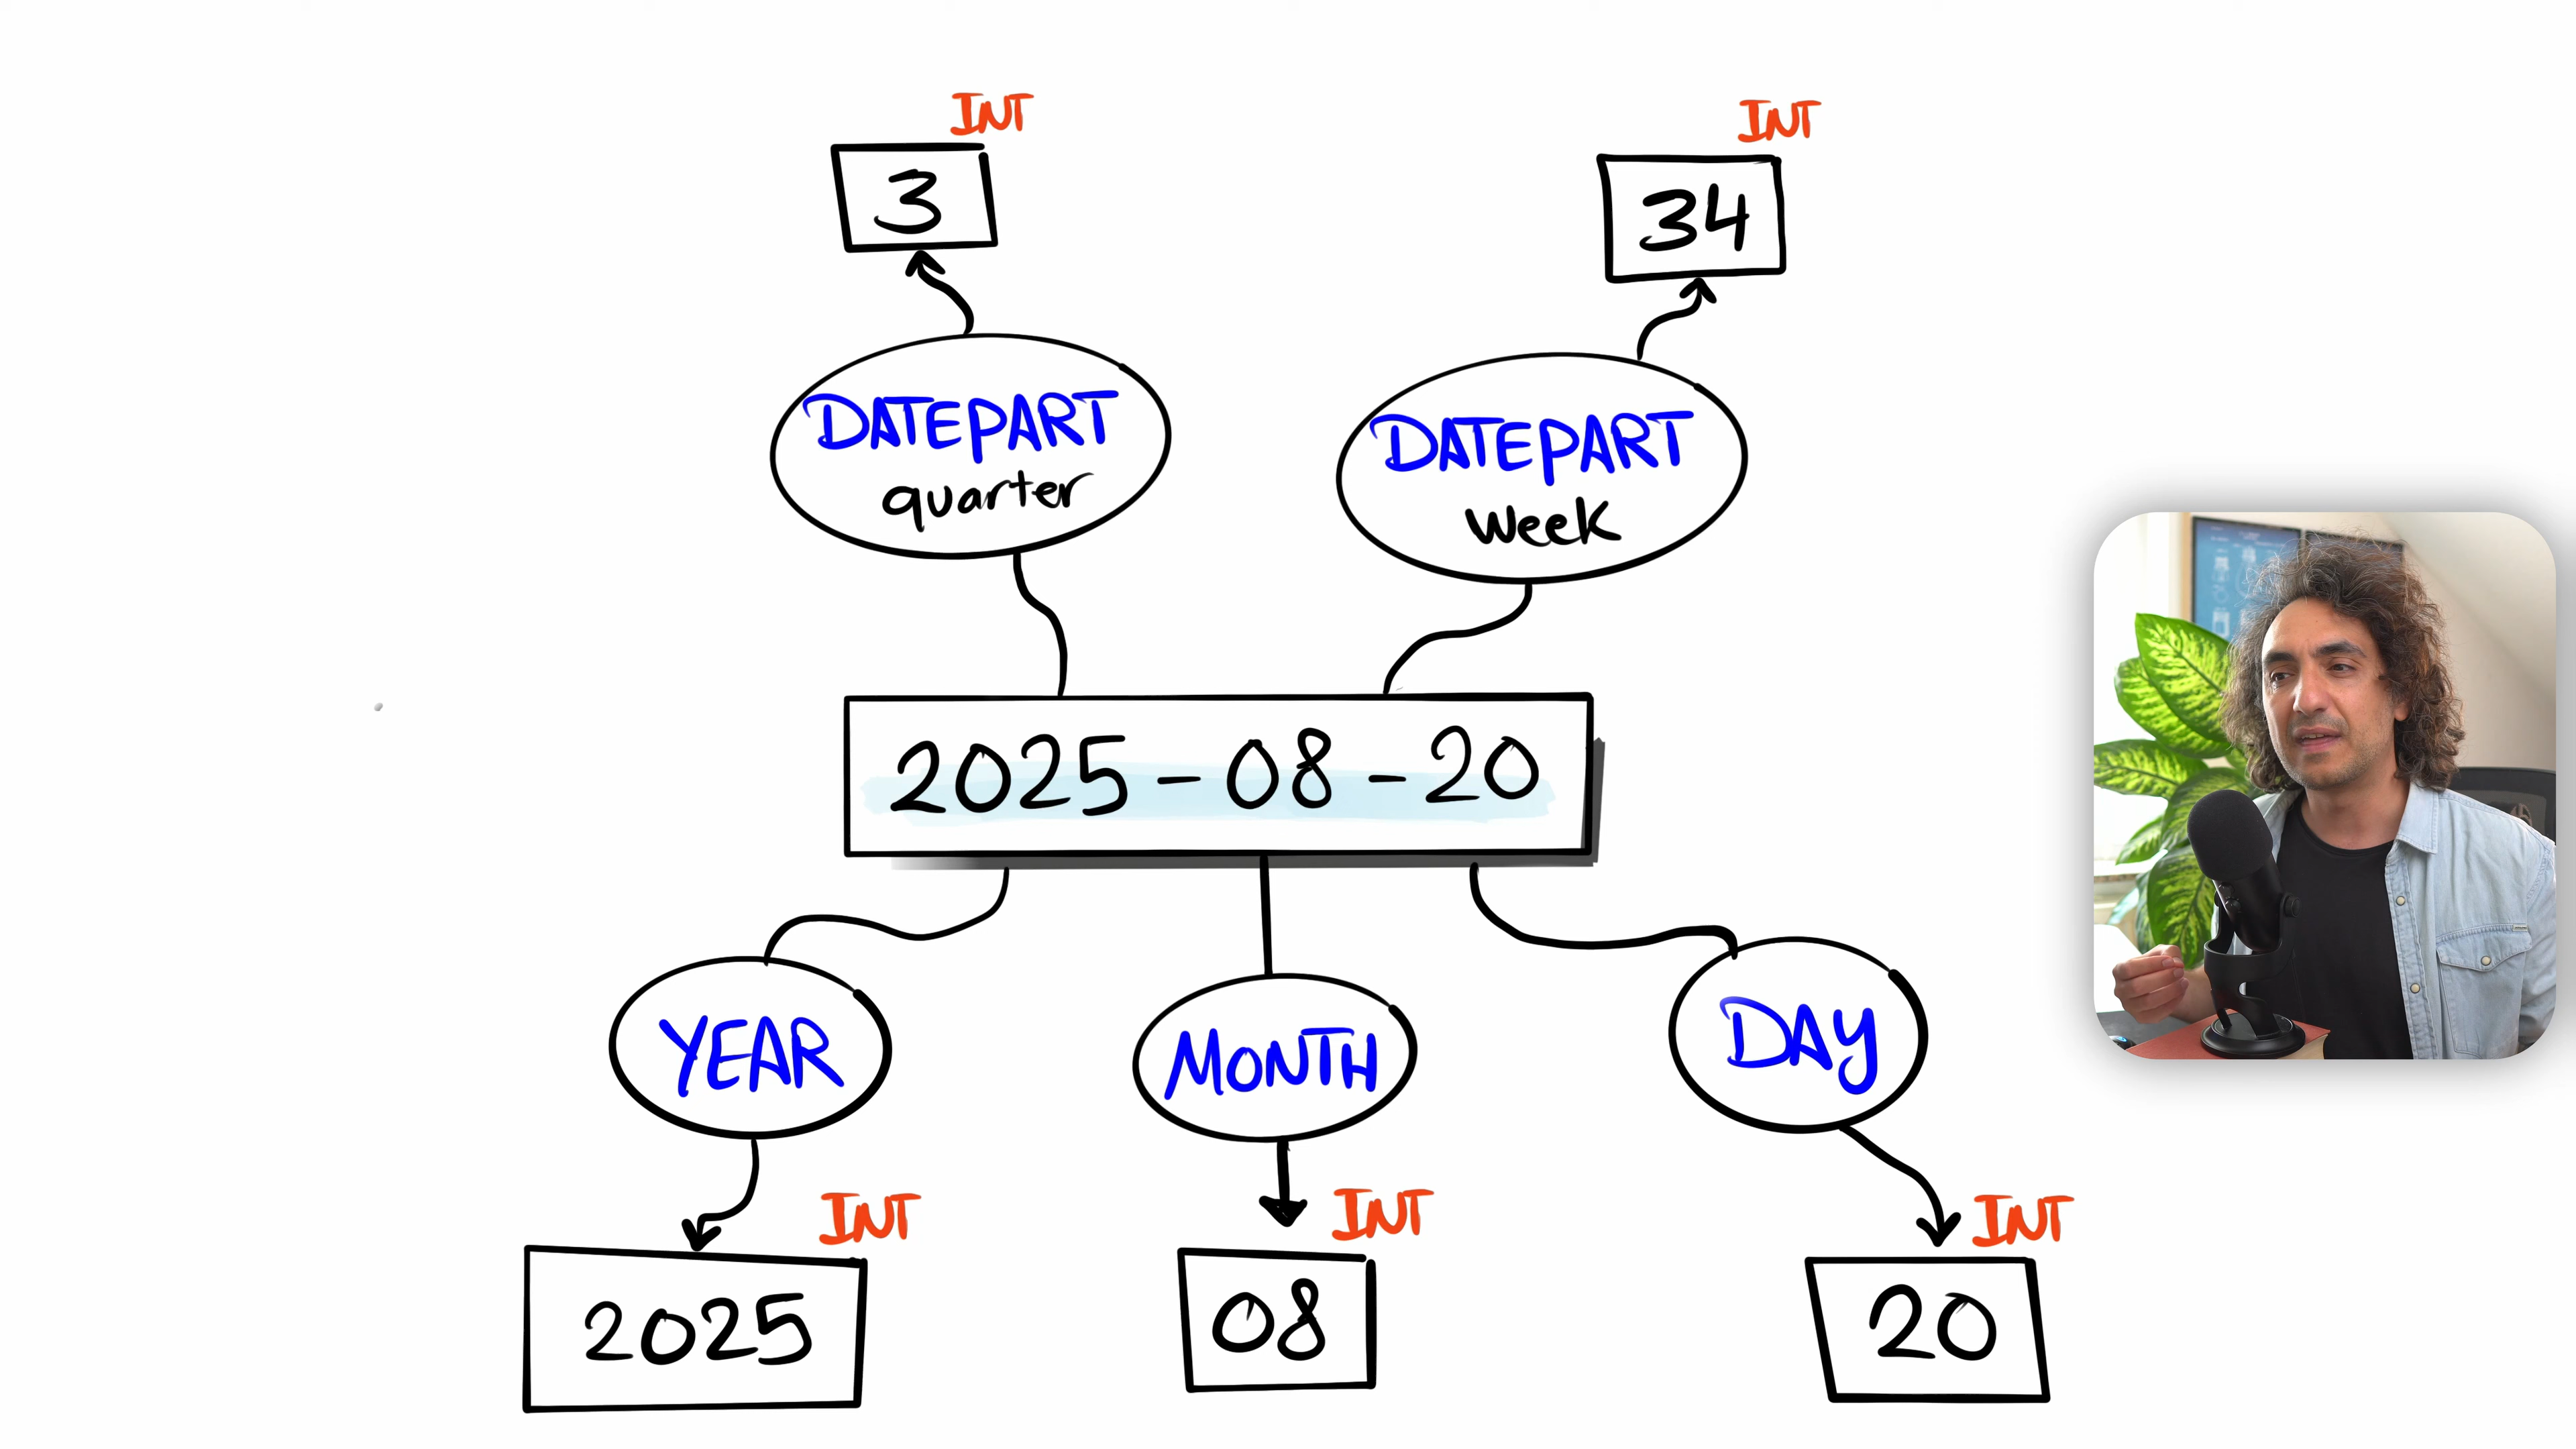 INT
INT
3
34
DATEPART
quarter
DATEPART
week
2025-08-20
YEAR
MONTH
DAY
INT
INT
INT
2025
08
20